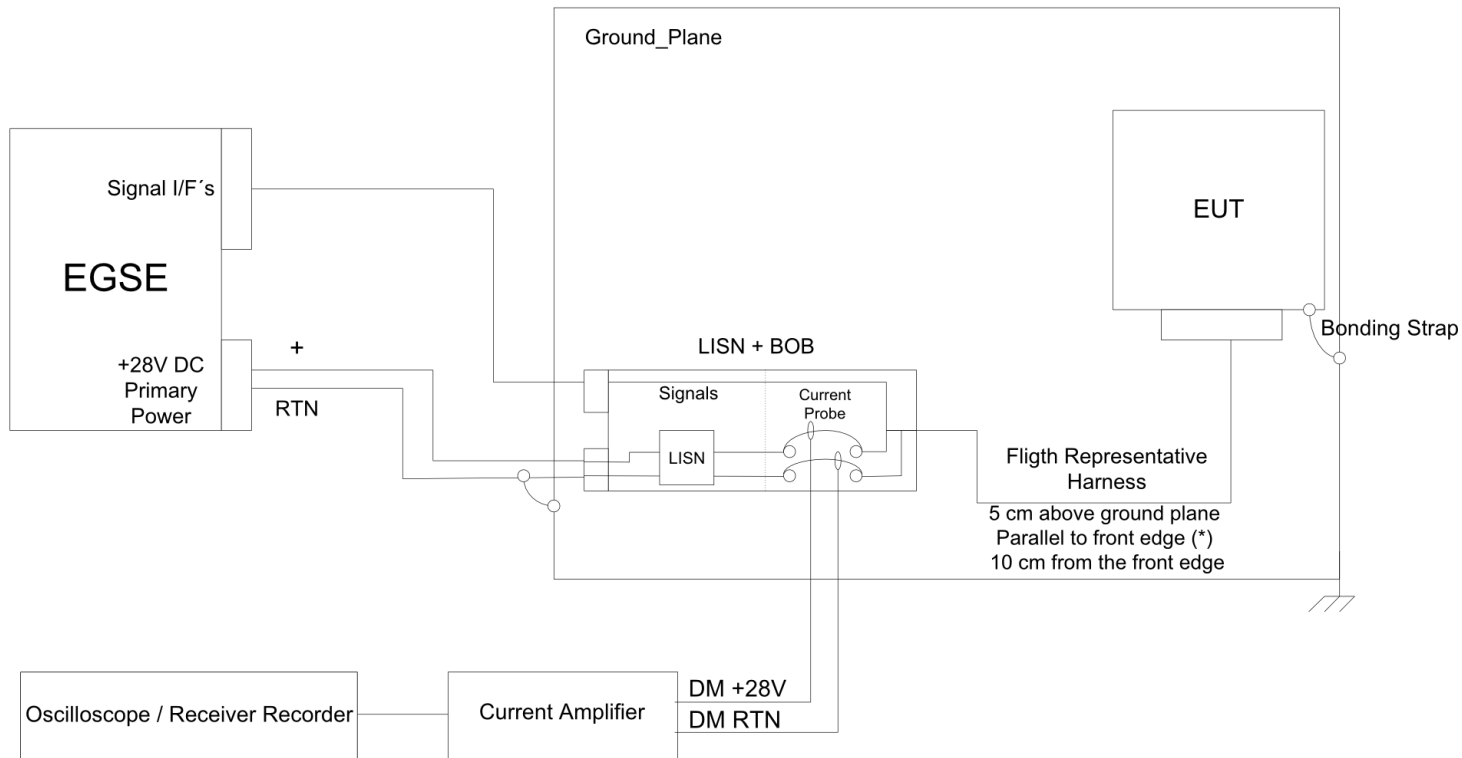 Ground_Plane
Signal I/F´s
EGSE
EUT
Bonding Strap
+
LISN + BOB
+28V DC
Primary
Power
RTN
Signals
Current
Probe
LISN
Fligth Representative
Harness
5 cm above ground plane
Parallel to front edge (*)
10 cm from the front edge
DM +28V
Oscilloscope / Receiver Recorder
Current Amplifier
DM RTN